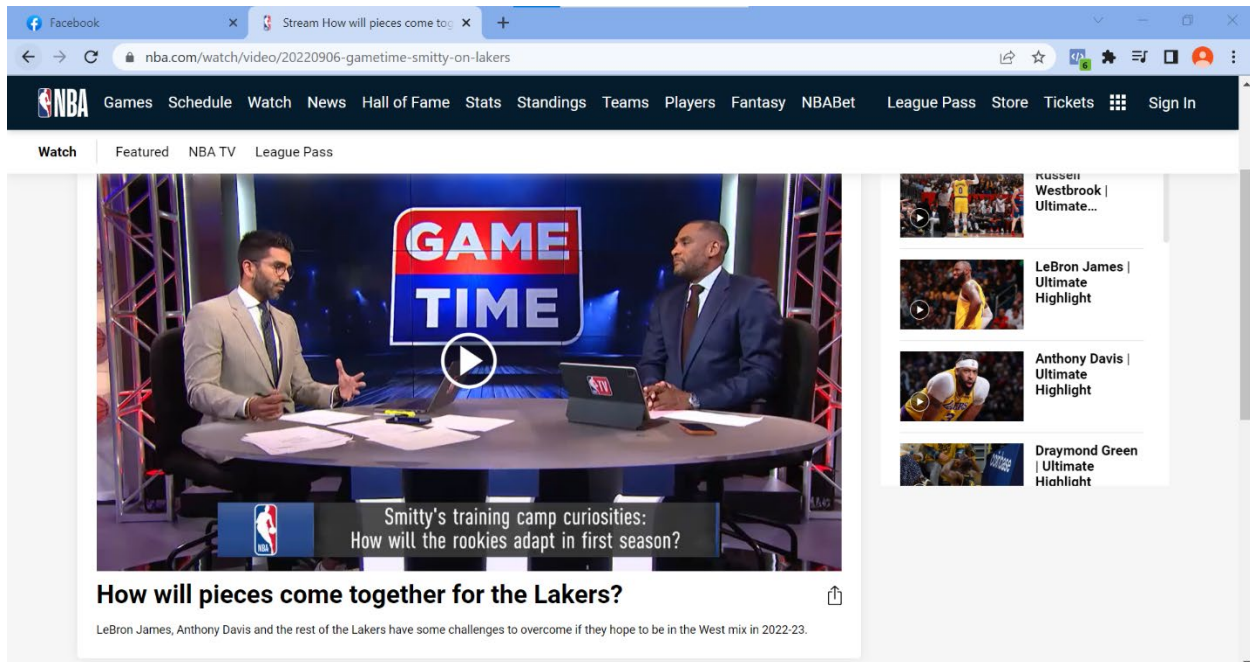 Facebook
Stream How will pieces come tog
nba.com/watch/video/20220906-gametime-smitty-on-lakers
6
NBA Games Schedule Watch News Hall of Fame Stats Standings Teams Players Fantasy NBABet League Pass Store Tickets Sign In
Watch Featured NBA TV League Pass
GAME
TIME
TV
NBA
Smitty's training camp curiosities:
How will the rookies adapt in first season?
How will pieces come together for the Lakers?
LeBron James, Anthony Davis and the rest of the Lakers have some challenges to overcome if they hope to be in the West mix in 2022-23.
Russell
Westbrook |
Ultimate...
LeBron James |
Ultimate
Highlight
Anthony Davis |
Ultimate
Highlight
Draymond Green
| Ultimate
Highlight